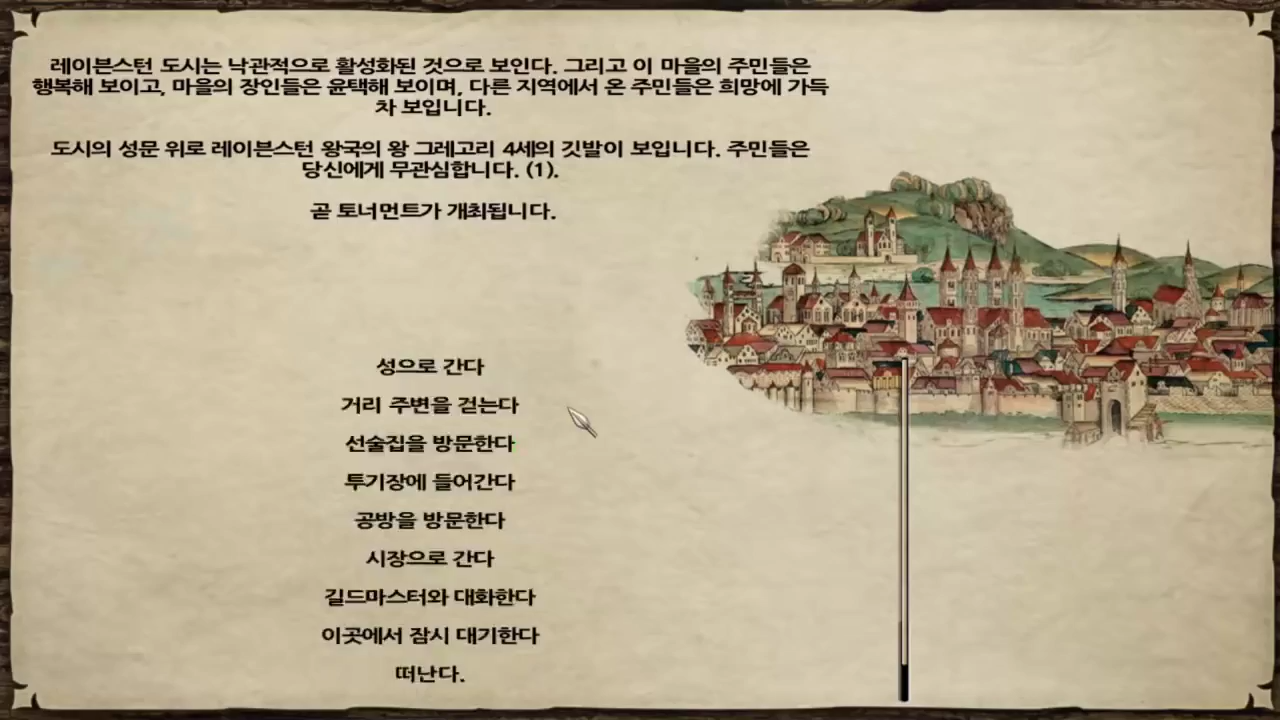 레이븐스턴 도시는 낙관적으로 활성화된 것으로 보인다. 그리고 이 마을의 주민들은
행복해 보이고, 마을의 장인들은 윤택해 보이며, 다른 지역에서 온 주민들은 희망에 가득
차 보입니다.
도시의 성문 위로 레이븐스턴 왕국의 왕 그레고리 4세의 깃발이 보입니다. 주민들은
당신에게 무관심합니다. (1).
곧 토너먼트가 개최됩니다.
성으로 간다
거리 주변을 걷는다
선술집을 방문한다
투기장에 들어간다
공방을 방문한다
시장으로 간다
길드마스터와 대화한다
이곳에서 잠시 대기한다
떠난다.